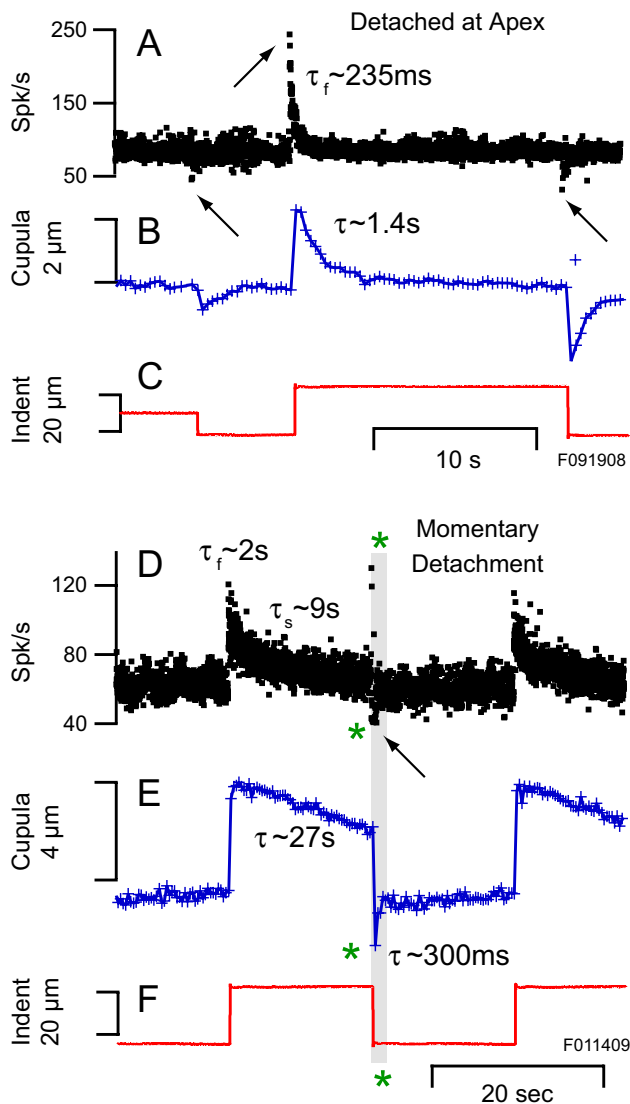 Detached at Apex
A
250
150
50
Spk/s
τf~235ms
B
Cupula
2 µm
τ~1.4s
C
Indent
20 µm
10 s
F091908
Momentary
Detachment
*
D
τf~2s
τs~9s
120
80
40
Spk/s
*
E
Cupula
4 µm
τ~27s
*
τ~300ms
F
Indent
20 µm
F011409
*
20 sec